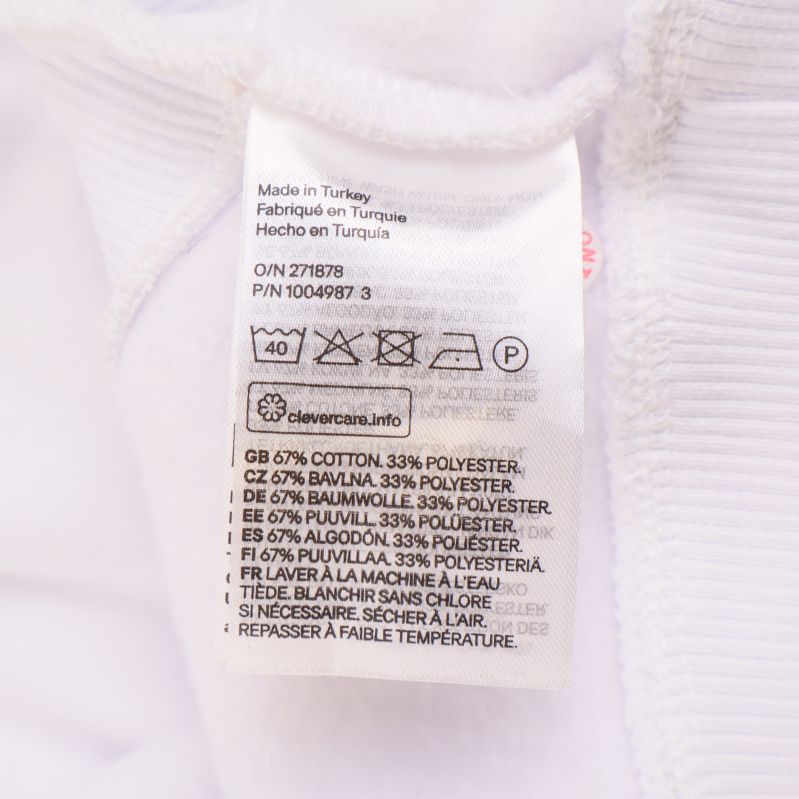 Made in Turkey
Fabriqué en Turquie
Hecho en Turquía
O/N 271878
P/N 1004987 3
40
P
clevercare.info
GB 67% COTTON. 33% POLYESTER.
CZ 67% BAVLNA. 33% POLYESTER.
DE 67% BAUMWOLLE. 33% POLYESTER.
EE 67% PUUVILL. 33% POLÜESTER.
ES 67% ALGODÓN. 33% POLIÉSTER.
FI 67% PUUVILLAA. 33% POLYESTERIÄ.
FR LAVER À LA MACHINE À L'EAU
TIÈDE. BLANCHIR SANS CHLORE
SI NÉCESSAIRE. SÉCHER À L'AIR.
REPASSER À FAIBLE TEMPÉRATURE.